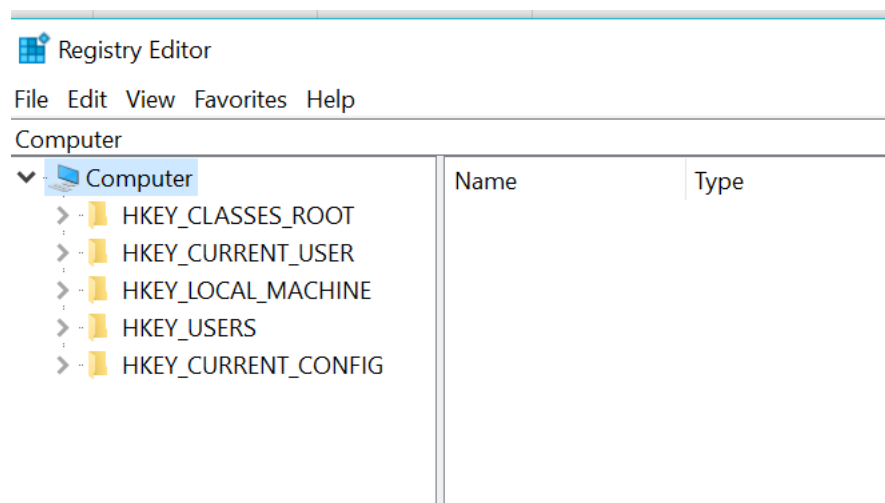 Registry Editor
File Edit View Favorites Help
Computer
Computer
Name Type
HKEY_CLASSES_ROOT
HKEY_CURRENT_USER
HKEY_LOCAL_MACHINE
HKEY_USERS
HKEY_CURRENT_CONFIG